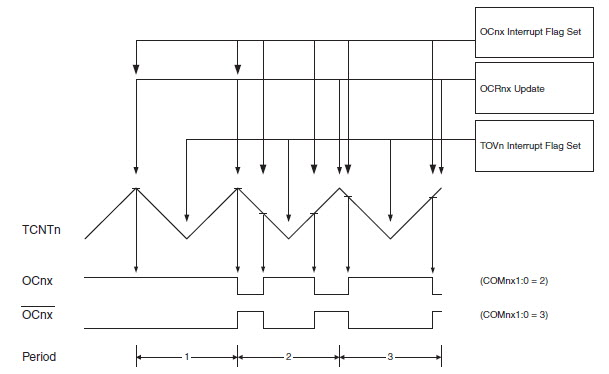 OCnx Interrupt Flag Set
OCRnx Update
TOVn Interrupt Flag Set
TCNTn
OCnx (COMnx1:0 = 2)
OCnx (COMnx1:0 = 3)
Period 1 2 3